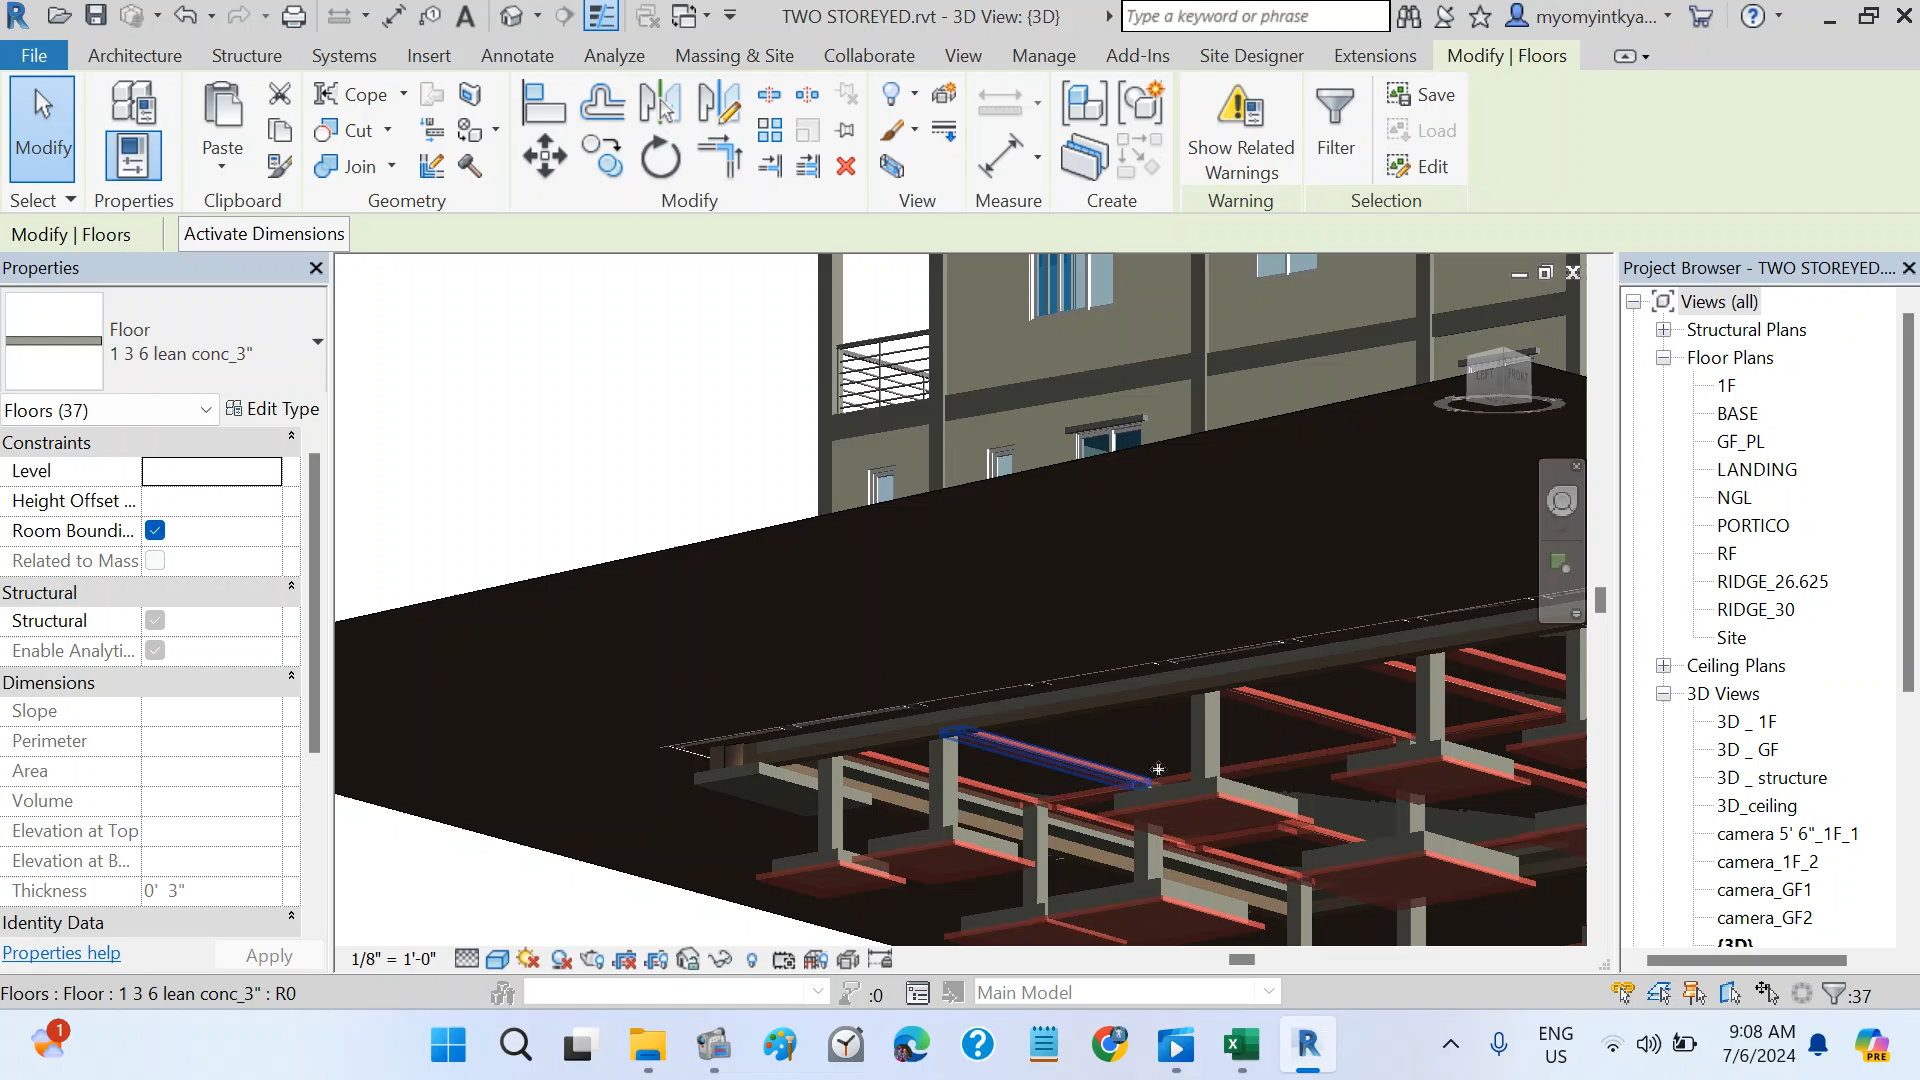 TWO STOREYED.rvt - 3D View: {3D}
Type a keyword or phrase
myomyintkya...
File
Architecture
Structure
Systems
Insert
Annotate
Analyze
Massing & Site
Collaborate
View
Manage
Add-Ins
Site Designer
Extensions
Modify | Floors
Modify
Paste
Cope
Cut
Join
Show Related Warnings
Filter
Save
Load
Edit
Select
Properties
Clipboard
Geometry
Modify
View
Measure
Create
Warning
Selection
Modify | Floors
Activate Dimensions
Properties
Floor
1 3 6 lean conc_3"
Floors (37)
Edit Type
Constraints
Level
Height Offset ...
Room Boundi...
Related to Mass
Structural
Structural
Enable Analyti...
Dimensions
Slope
Perimeter
Area
Volume
Elevation at Top
Elevation at B...
Thickness
0' 3"
Identity Data
Properties help
Apply
LEFT
FRONT
Project Browser - TWO STOREYED....
Views (all)
Structural Plans
Floor Plans
1F
BASE
GF_PL
LANDING
NGL
PORTICO
RF
RIDGE_26.625
RIDGE_30
Site
Ceiling Plans
3D Views
3D _ 1F
3D _ GF
3D _ structure
3D_ceiling
camera 5' 6"_1F_1
camera_1F_2
camera_GF1
camera_GF2
{3D}
1/8" = 1'-0"
Floors : Floor : 1 3 6 lean conc_3" : R0
:0
Main Model
:37
1
ENG
US
9:08 AM
7/6/2024
PRE